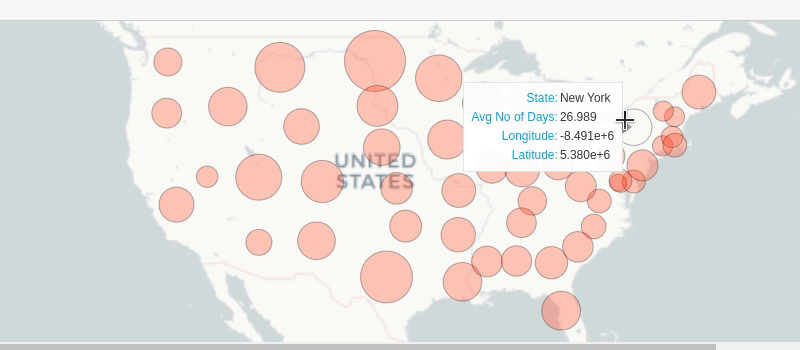 State: New York
Avg No of Days: 26.989
Longitude: -8.491e+6
Latitude: 5.380e+6
UNITED
STATES